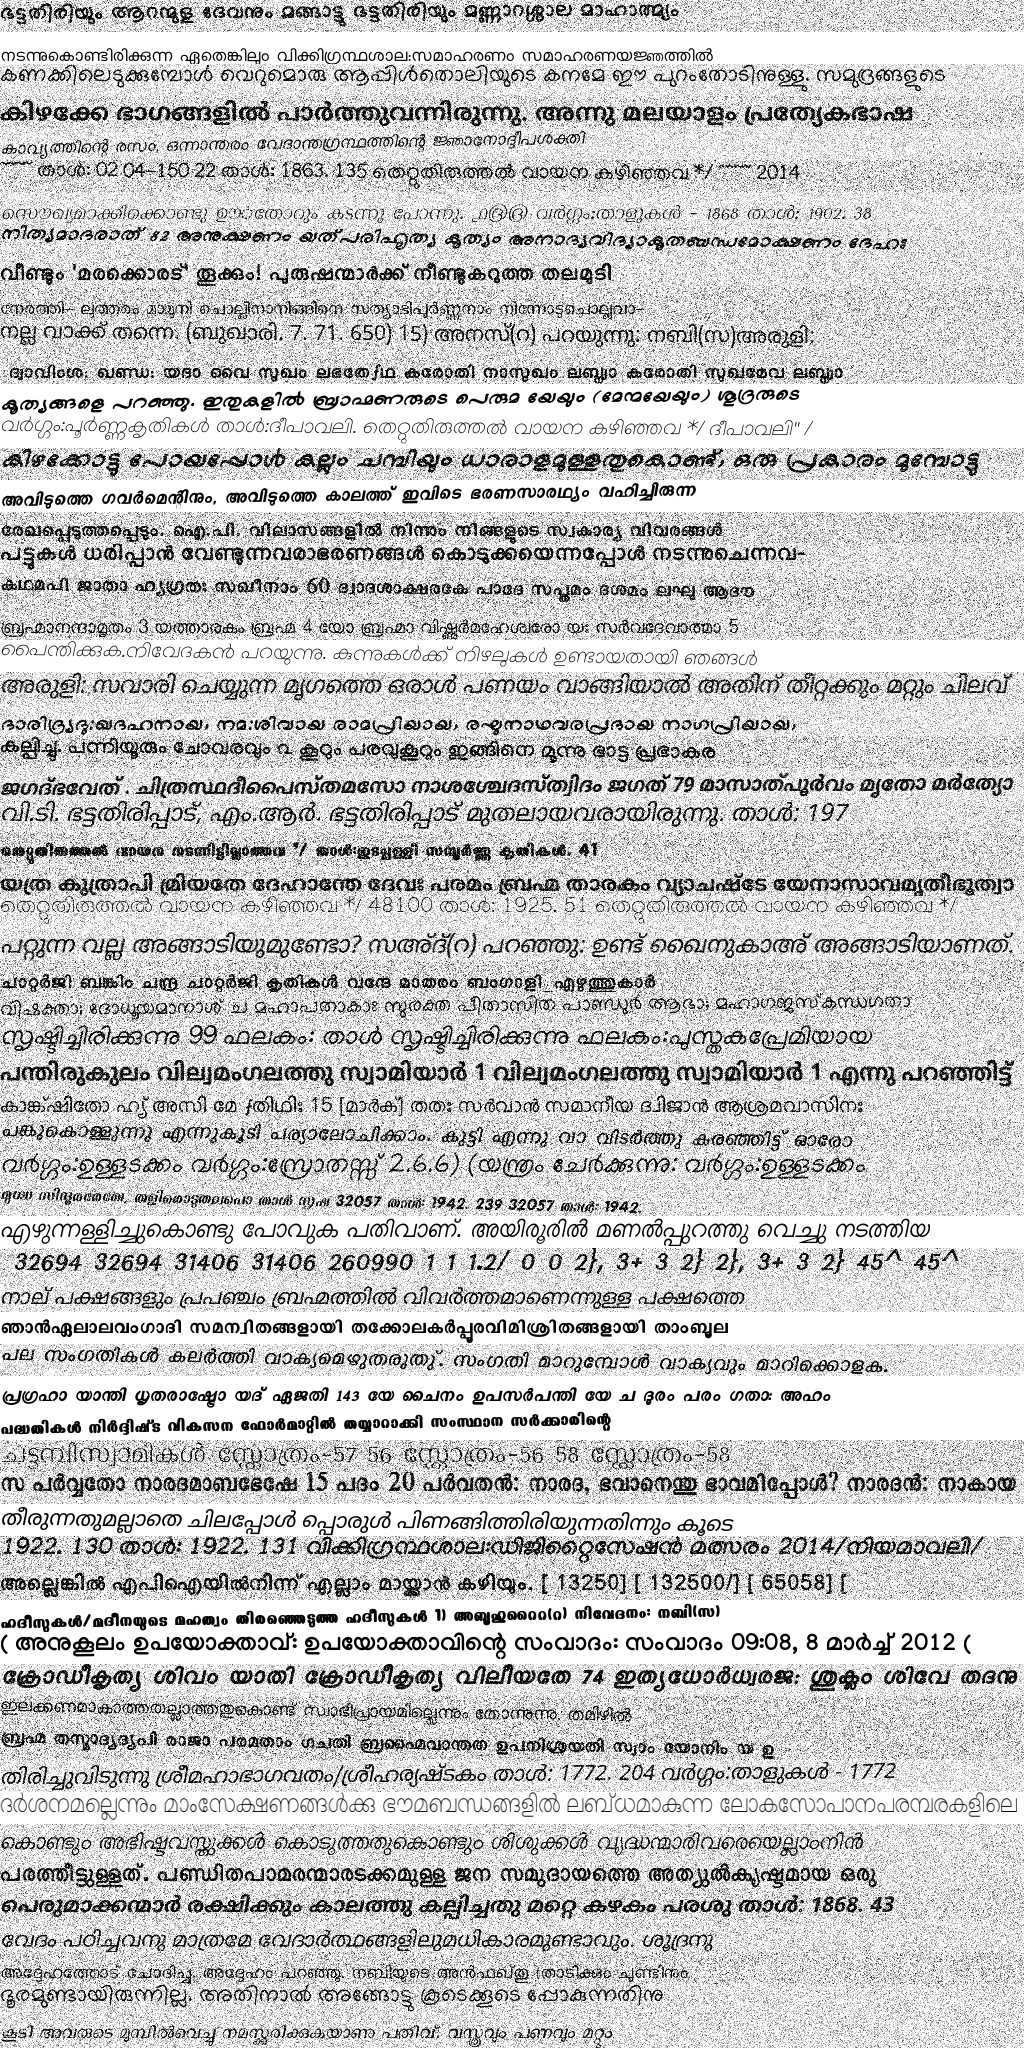 ഭട്ടതിരിയും ആറന്മുള ദേവനും മങ്ങാട്ടു ഭട്ടതിരിയും മണ്ണാറശ്ശാല മാഹാത്മ്യം
നടന്നുകൊണ്ടിരിക്കുന്ന ഏതെങ്കിലും വിക്കിഗ്രന്ഥശാല:സമാഹരണം സമാഹരണയജ്ഞത്തിൽ
കണക്കിലെടുക്കുമ്പോൾ വെറുമൊരു ആപ്പിൾതൊലിയുടെ കനമേ ഈ പുറംതോടിനുള്ളൂ. സമുദ്രങ്ങളുടെ
കിഴക്കേ ഭാഗങ്ങളിൽ പാർത്തുവന്നിരുന്നു. അന്നു മലയാളം പ്രത്യേകഭാഷ
കാവ്യത്തിന്റെ രസം, ഒന്നാന്തരം വേദാന്തഗ്രന്ഥത്തിന്റെ ജ്ഞാനോദ്ദീപശക്തി
താൾ: 02 04–150 22 താൾ: 1863. 135 തെറ്റുതിരുത്തൽ വായന കഴിഞ്ഞവ */ 2014
സൌഖ്യമാക്കിക്കൊണ്ടു ഊരുതോറും കടന്നു പോന്നു. വർഗ്ഗം:താളുകൾ - 1868 താൾ: 1902. 38
നിത്യമാദരാത് 82 അനുക്ഷണം യത്പരിഹൃത്യ കൃത്യം അനാദ്യവിദ്യാകൃതബന്ധമോക്ഷണം ദേഹഃ
വീണ്ടും 'മരക്കൊരട്' തൂക്കും! പുരുഷന്മാർക്ക് നീണ്ടുകറുത്ത തലമുടി
നേരത്തി– ലുത്തരം മാമുനി ചൊല്ലിനാനിങ്ങിനെ സത്യാടിപൂർണ്ണനാം നിന്നോടുചൊല്ലുവാ–
നല്ല വാക്ക് തന്നെ. (ബുഖാരി. 7. 71. 650) 15) അനസ്(റ) പറയുന്നു: നബി(സ)അരുളി.
ദ്വാവിംശ: ഖണ്ഡ: യദാ വൈ സുഖം ലഭതേƒഥ കരോതി നാസുഖം ലബ്ധ്വാ കരോതി സുഖമേവ ലബ്ധ്വാ
കൃത്യങ്ങളെ പറഞ്ഞു. ഇതുകളിൽ ബ്രാഹ്മണരുടെ പെരുമ യേയും (മേന്മയേയും) ശൂദ്രരുടെ
വർഗ്ഗം:പൂർണ്ണകൃതികൾ താൾ:ദീപാവലി. തെറ്റുതിരുത്തൽ വായന കഴിഞ്ഞവ */ ദീപാവലി" /
കിഴക്കോട്ടു പോയപ്പോൾ കല്ലും ചമ്പിയും ധാരാളമുള്ളതുകൊണ്ട്, ഒരു പ്രകാരം മുമ്പോട്ടു
അവിടുത്തെ ഗവർമെന്റിനും, അവിടുത്തെ കാലത്ത് ഇവിടെ ഭരണസാരഥ്യം വഹിച്ചിരുന്ന
രേഖപ്പെടുത്തപ്പെടും. ഐ.പി. വിലാസങ്ങളിൽ നിന്നും നിങ്ങളുടെ സ്വകാര്യ വിവരങ്ങൾ
പട്ടുകൾ ധരിപ്പാൻ വേണ്ടുന്നവരാഭരണങ്ങൾ കൊടുക്കയെന്നപ്പോൾ നടന്നുചെന്നവ–
കഥമപി ജാതാ ഹ്യഗ്രതഃ സഖീനാം 60 ദ്വാദശാക്ഷരകേ പാദേ സപ്തമം ദശമം ലഘു ആദൗ
ബ്രഹ്മാനന്ദാമൃതം 3 യത്താരകം ബ്രഹ്മ 4 യോ ബ്രഹ്മാ വിഷ്ണുർമഹേശ്വരോ യഃ സർവദേവാത്മാ 5
പൈന്തിക്കുക.നിവേദകൻ പറയുന്നു. കുന്നുകൾക്ക് നിഴലുകൾ ഉണ്ടായതായി ഞങ്ങൾ
അരുളി: സവാരി ചെയ്യുന്ന മൃഗത്തെ ഒരാൾ പണയം വാങ്ങിയാൽ അതിന് തീറ്റക്കും മറ്റും ചിലവ്
ദാരിദ്ര്യദുഃഖദഹനായ, നമഃശിവായ രാമപ്രിയായ, രഘുനാഥവരപ്രദായ നാഗപ്രിയായ,
കല്പിച്ചു. പന്നിയൂരും ചോവരവും ൨ കൂറും പരവുകൂറും ഇങ്ങിനെ മൂന്നു ഭാട്ട പ്രഭാകര
ജഗദ്ഭവേത് . ചിത്രസ്ഥദീപൈസ്തമസോ നാശശ്ചേദസ്ത്വിദം ജഗത് 79 മാസാത്പൂർവം മൃതോ മർത്യോ
വി.ടി. ഭട്ടതിരിപ്പാട്, എം.ആർ. ഭട്ടതിരിപ്പാട് മുതലായവരായിരുന്നു. താൾ: 197
തെറ്റുതിരുത്തൽ വായന നടന്നിട്ടില്ലാത്തവ */ താൾ:തുടപ്പള്ളി സമ്പൂർണ്ണ കൃതികൾ. 41
യത്ര കുത്രാപി മ്രിയതേ ദേഹാന്തേ ദേവഃ പരമം ബ്രഹ്മ താരകം വ്യാചഷ്ടേ യേനാസാവമൃതീഭൂത്വാ
തെറ്റുതിരുത്തൽ വായന കഴിഞ്ഞവ */ 48100 താൾ: 1925. 51 തെറ്റുതിരുത്തൽ വായന കഴിഞ്ഞവ */
പറ്റുന്ന വല്ല അങ്ങാടിയുമുണ്ടോ? സഅ്ദ്(റ) പറഞ്ഞു: ഉണ്ട് ഖൈനുകാഅ് അങ്ങാടിയാണത്.
ചാറ്റർജി ബങ്കിം ചന്ദ്ര ചാറ്റർജി കൃതികൾ വന്ദേ മാതരം ബംഗാളി_എഴുത്തുകാർ
വിഷക്താഃ ദോധൂയമാനാശ് ച മഹാപതാകാഃ സുരക്ത പീതാസിത പാണ്ഡുര് ആഭാഃ മഹാഗജസ്കന്ധഗതാ
സൃഷ്ടിച്ചിരിക്കുന്നു 99 ഫലകം: താൾ സൃഷ്ടിച്ചിരിക്കുന്നു ഫലകം:പുസ്തകപ്രേമിയായ
പന്തിരുകുലം വില്വമംഗലത്തു സ്വാമിയാർ 1 വില്വമംഗലത്തു സ്വാമിയാർ 1 എന്നു പറഞ്ഞിട്ട്
കാങ്ക്ഷിതോ ഹ്യ് അസി മേ ƒതിഥിഃ 15 [മാർക്] തതഃ സർവാൻ സമാനീയ ദ്വിജാൻ ആശ്രമവാസിനഃ
പങ്കുകൊള്ളുന്നു എന്നുകൂടി പര്യാലോചിക്കാം. കുട്ടി എന്നു വാ വിടർത്തു കരഞ്ഞിട്ട് ഓരോ
വർഗ്ഗം:ഉള്ളടക്കം വർഗ്ഗം:സ്രോതസ്സ് 2.6.6) (യന്ത്രം ചേർക്കുന്നു: വർഗ്ഗം:ഉള്ളടക്കം
താൾ 32057 താൾ: 1942. 239 32057 താൾ: 1942.
എഴുന്നള്ളിച്ചുകൊണ്ടു പോവുക പതിവാണ്. അയിരൂരിൽ മണൽപ്പുറത്തു വെച്ചു നടത്തിയ
32694 32694 31406 31406 260990 1 1 1.2/ 0 0 2}, 3+ 3 2} 2}, 3+ 3 2} 45^ 45^
നാല് പക്ഷങ്ങളും പ്രപഞ്ചം ബ്രഹ്മത്തിൽ വിവർത്തമാണെന്നുള്ള പക്ഷത്തെ
ഞാൻഏലാലവംഗാദി സമന്വിതങ്ങളായി തക്കോലകർപ്പൂരവിമിശ്രിതങ്ങളായി താംബൂല
പല സംഗതികൾ കലർത്തി വാക്യമെഴുതരുതു്. സംഗതി മാറുമ്പോൾ വാക്യവും മാറിക്കൊളക.
പ്രഗ്രഹാ യാന്തി ധൃതരാഷ്ട്രോ യദ് ഏജതി 143 യേ ചൈനം ഉപസർപന്തി യേ ച ദൂരം പരം ഗതാഃ അഹം
പദ്ധതികൾ നിർദ്ദിഷ്ട വികസന ഫോർമാറ്റിൽ തയ്യാറാക്കി സംസ്ഥാന സർക്കാരിന്റെ
ചട്ടമ്പിസ്വാമികൾ സ്തോത്രം-57 56 സ്തോത്രം-56 58 സ്തോത്രം-58
സ പർവ്വതോ നാരദമാബഭേഷേ 15 പദം 20 പർവതൻ: നാരദ, ഭവാനെന്തു ഭാവമിപ്പോൾ? നാരദൻ: നാകായ
തീരുന്നതുമല്ലാതെ ചിലപ്പോൾ പ്പൊരുൾ പിണങ്ങിത്തിരിയുന്നതിന്നും കൂടെ
1922. 130 താൾ: 1922. 131 വിക്കിഗ്രന്ഥശാല:ഡിജിറ്റൈസേഷൻ മത്സരം 2014/നിയമാവലി/
അല്ലെങ്കിൽ എപിഐയിൽനിന്ന് എല്ലാം മായ്ക്കാൻ കഴിയും. [ 13250] [ 132500/] [ 65058] [
ഹദീസുകൾ/മദീനയുടെ മഹത്വം തിരഞ്ഞെടുത്ത ഹദീസുകൾ 1) അബൂഹുറൈറ(റ) നിവേദനം: നബി(സ)
( അനുകൂലം ഉപയോക്താവ്: ഉപയോക്താവിന്റെ സംവാദം: സംവാദം 09:08, 8 മാർച്ച് 2012 (
ക്രോഡീകൃത്യ ശിവം യാതി ക്രോഡീകൃത്യ വിലീയതേ 74 ഇത്യധോർധ്വരജ: ശുക്ലം ശിവേ തദനു
ഇലക്കണമാകാത്തതല്ലാത്തതുകൊണ്ട് സ്വാഭിപ്രായമില്ലെന്നും തോന്നുന്നു. തമിഴിൽ
ബ്രഹ്മ തസ്മാദ്യദ്യപി രാജാ പരമതാം ഗച്ഛതി ബ്രഹ്മൈവാന്തത ഉപനിശ്രയതി സ്വാം യോനിം യ ഉ
തിരിച്ചുവിടുന്നു ശ്രീമഹാഭാഗവതം/ശ്രീഹര്യഷ്ടകം താൾ: 1772. 204 വർഗ്ഗം:താളുകൾ - 1772
ദർശനമല്ലെന്നും മാംസേക്ഷണങ്ങൾക്കു ഭൗമബന്ധങ്ങളിൽ ലബ്ധമാകുന്ന ലോകസോപാനപരമ്പരകളിലെ
കൊണ്ടും അഭിഷ്ടവസ്തുക്കൾ കൊടുത്തതുകൊണ്ടും ശിശുക്കൾ വൃദ്ധന്മാരിവരെയെല്ലാംനിൻ
പരത്തീട്ടുള്ളത്. പണ്ഡിതപാമരന്മാരടക്കമുള്ള ജന സമുദായത്തെ അത്യുൽകൃഷ്ടമായ ഒരു
പെരുമാക്കന്മാർ രക്ഷിക്കും കാലത്തു കല്പിച്ചതു മറ്റെ കഴകം പരശു താൾ: 1868. 43
വേദം പഠിച്ചവനു മാത്രമേ വേദാർത്ഥങ്ങളിലുമധികാരമുണ്ടാവൂം. ശൂദ്രനു
അദ്ദേഹത്തോട് ചോദിച്ചു. അദ്ദേഹം പറഞ്ഞു. നബിയുടെ അൻഫഖ്തു (താടിക്കും ചുണ്ടിനും
ദൂരമുണ്ടായിരുന്നില്ല. അതിനാൽ അങ്ങോട്ടു കൂടെക്കൂടെ പ്പോകുന്നതിനു
കൂടി അവരുടെ മുമ്പിൽവെച്ചു നമസ്കരിക്കുകയാണു പതിവ്. വസ്ത്രവും പണവും മറ്റും